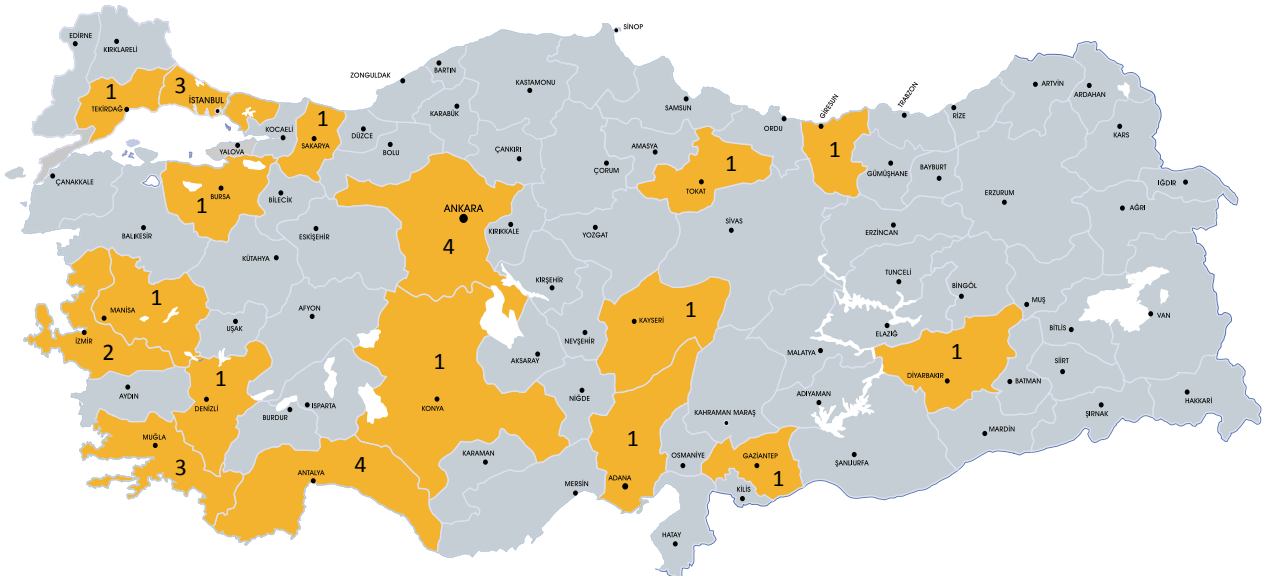 EDİRNE
KIRKLARELİ
1
TEKİRDAĞ
3
İSTANBUL
KOCAELİ
YALOVA
1
SAKARYA
DÜZCE
BOLU
ZONGULDAK
BARTIN
KARABÜK
KASTAMONU
SİNOP
ÇANKIRI
SAMSUN
AMASYA
ÇORUM
1
TOKAT
ORDU
GİRESUN
1
TRABZON
RİZE
GÜMÜŞHANE
BAYBURT
ARTVİN
ARDAHAN
KARS
IĞDIR
AĞRI
ERZURUM
ERZİNCAN
ÇANAKKALE
BALIKESİR
BURSA
1
BİLECİK
ESKİŞEHİR
KÜTAHYA
ANKARA
4
KIRIKKALE
YOZGAT
SİVAS
KIRŞEHİR
TUNCELİ
BİNGÖL
MUŞ
BİTLİS
VAN
1
MANİSA
İZMİR
2
UŞAK
AFYON
AKSARAY
NEVŞEHİR
KAYSERİ
1
MALATYA
ELAZIĞ
1
DİYARBAKIR
BATMAN
SİİRT
ŞIRNAK
HAKKARİ
AYDIN
1
DENİZLİ
BURDUR
ISPARTA
1
KONYA
NİĞDE
KAHRAMAN MARAŞ
ADIYAMAN
MARDİN
MUĞLA
3
ANTALYA
4
KARAMAN
MERSİN
1
ADANA
OSMANİYE
GAZİANTEP
1
KİLİS
ŞANLIURFA
HATAY